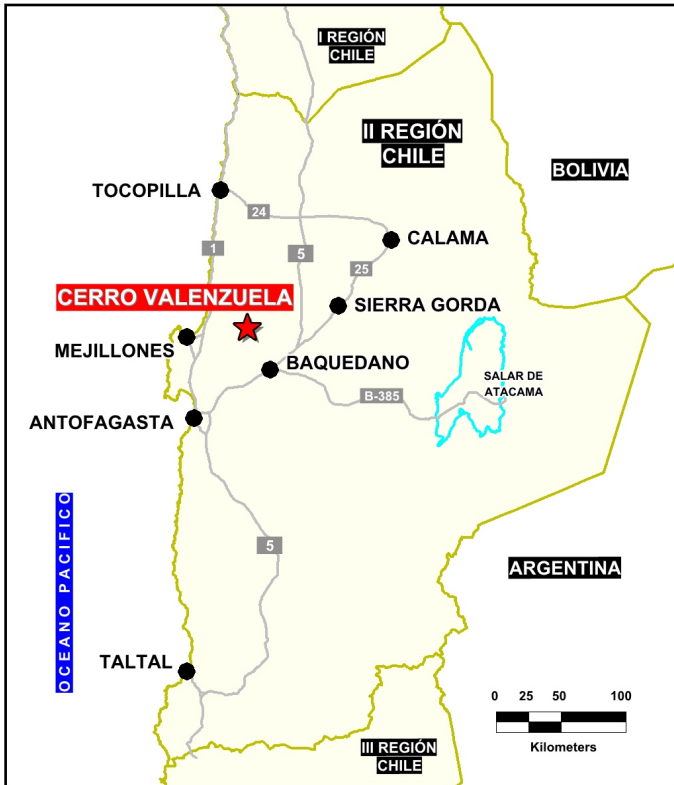 I REGIÓN
CHILE
II REGIÓN
CHILE
BOLIVIA
TOCOPILLA
24
1
5
CALAMA
25
CERRO VALENZUELA
SIERRA GORDA
MEJILLONES
BAQUEDANO
SALAR DE
ATACAMA
B-385
ANTOFAGASTA
OCEANO PACIFICO
5
ARGENTINA
TALTAL
0 25 50 100
Kilometers
III REGIÓN
CHILE